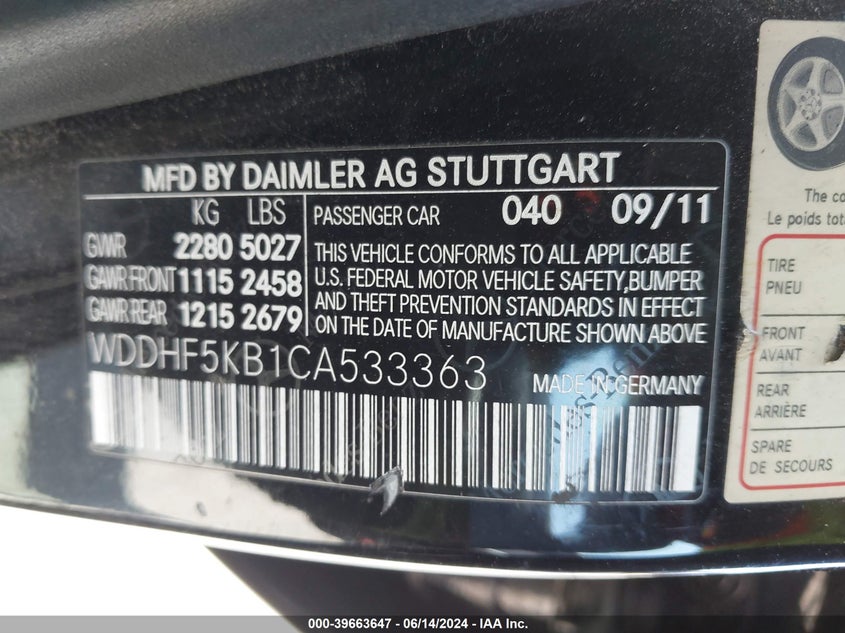 MFD BY DAIMLER AG STUTTGART
KG LBS
GVWR 2280 5027
GAWR FRONT 1115 2458
GAWR REAR 1215 2679
PASSENGER CAR 040 09/11
THIS VEHICLE CONFORMS TO ALL APPLICABLE
U.S. FEDERAL MOTOR VEHICLE SAFETY,BUMPER
AND THEFT PREVENTION STANDARDS IN EFFECT
ON THE DATE OF MANUFACTURE SHOWN ABOVE
WDDHF5KB1CA533363
MADE IN GERMANY
The
Le poids
TIRE
PNEU
FRONT
AVANT
REAR
ARRIÈRE
SPARE
DE SECOURS
000-39663647 / 06/14/2024 - IAA Inc.